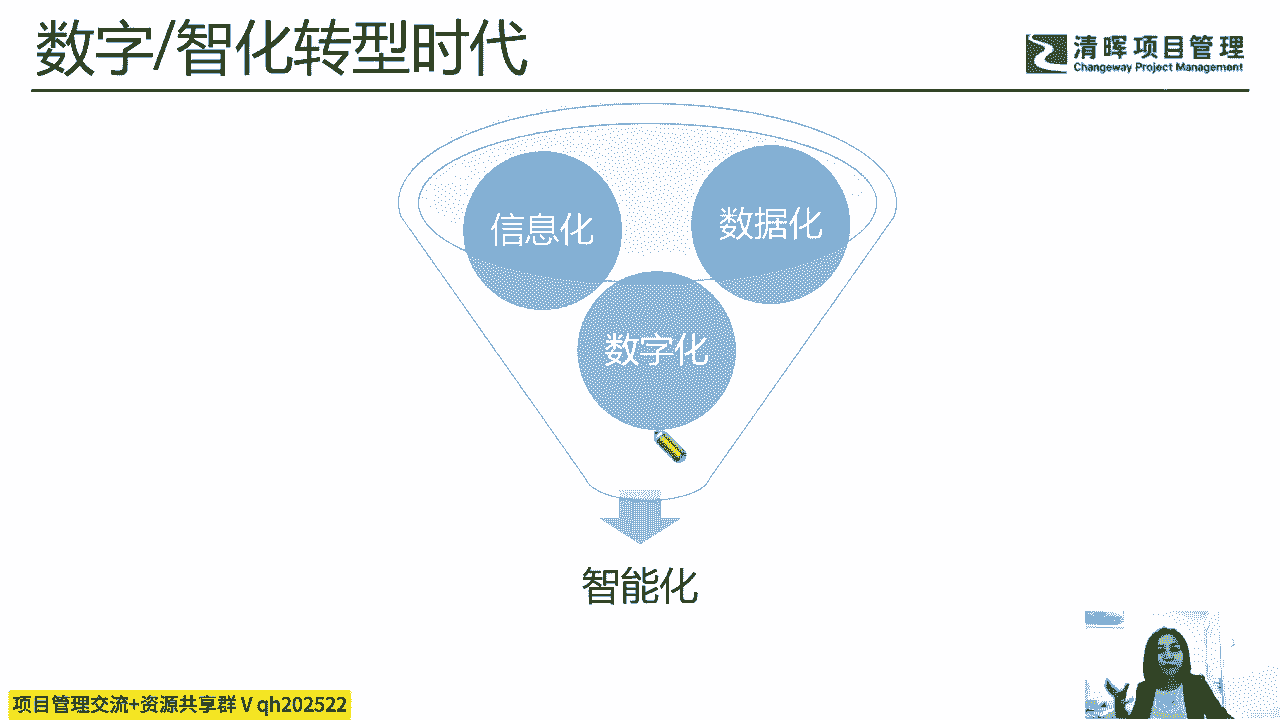 数字/智化转型时代
清晖项目管理
Changeway Project Management
信息化
数据化
数字化
智能化
项目管理交流+资源共享群 V qh202522